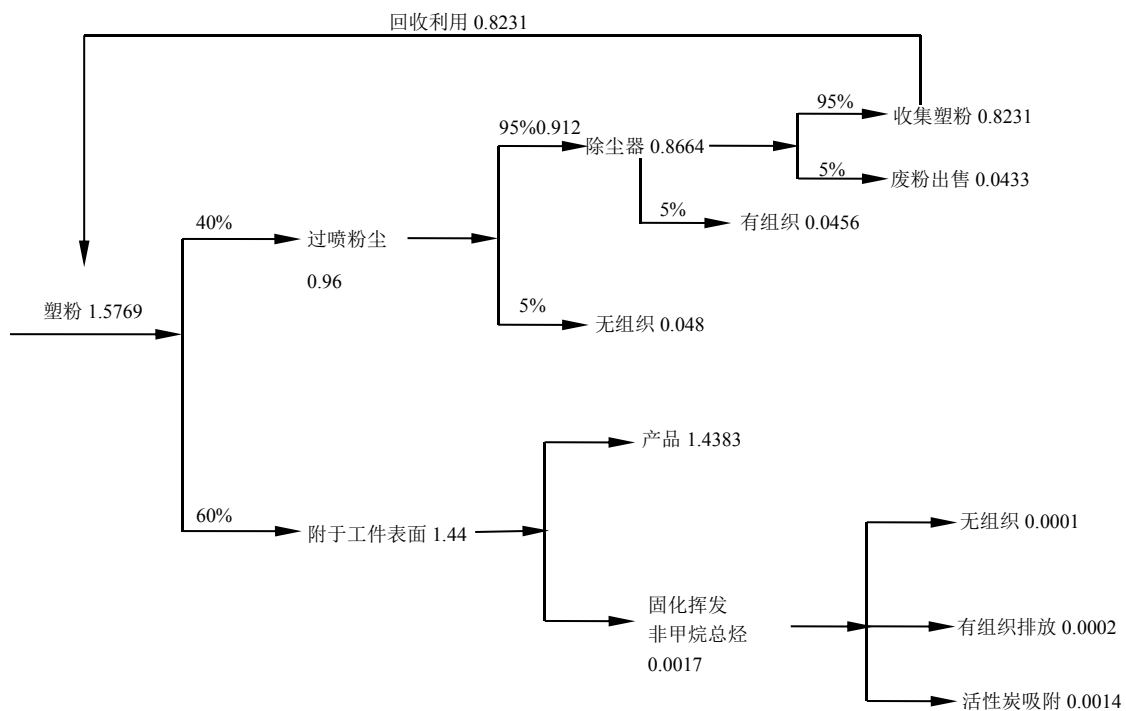 回收利用 0.8231
95%
收集塑粉 0.8231
95%0.912
除尘器 0.8664
5%
废粉出售 0.0433
40%
5%
有组织 0.0456
过喷粉尘
0.96
塑粉 1.5769
5%
无组织 0.048
产品 1.4383
60%
附于工件表面 1.44
无组织 0.0001
固化挥发
非甲烷总烃
0.0017
有组织排放 0.0002
活性炭吸附 0.0014